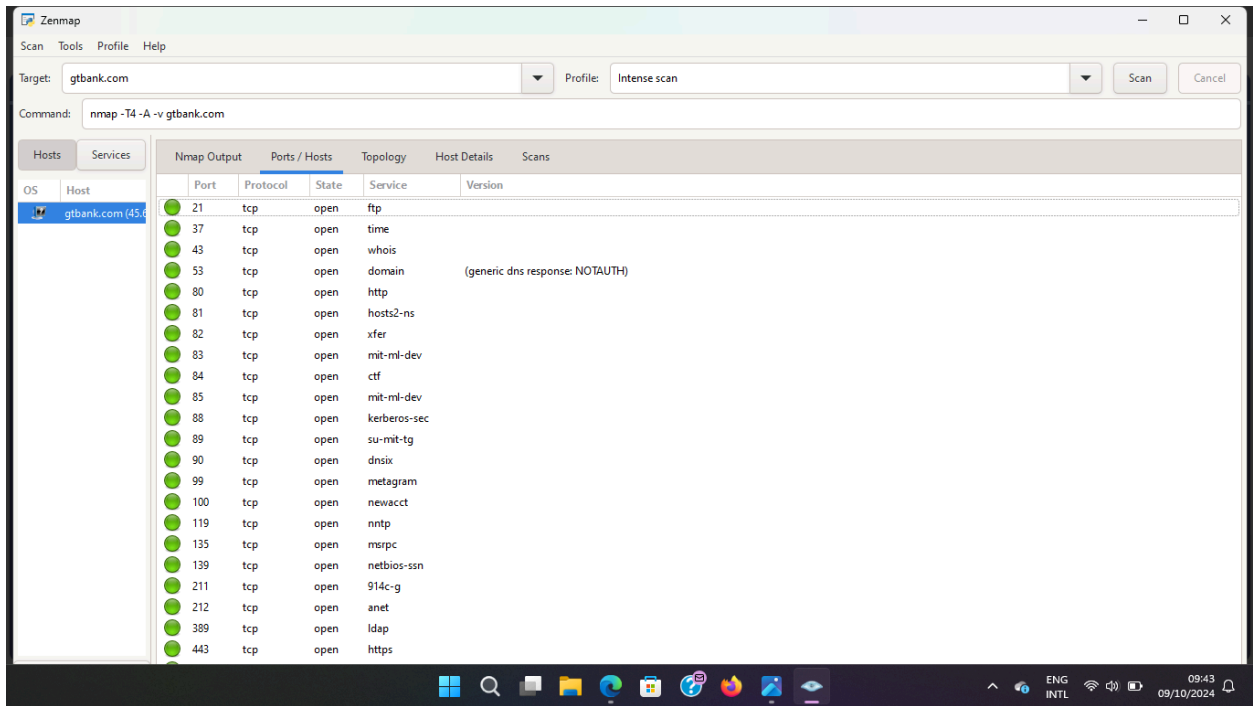 Zenmap
Scan Tools Profile Help
Target: gtbank.com Profile: Intense scan Scan Cancel
Command: nmap -T4 -A -v gtbank.com
Hosts Services Nmap Output Ports / Hosts Topology Host Details Scans
OS Host Port Protocol State Service Version
gtbank.com (45.6 21 tcp open ftp
37 tcp open time
43 tcp open whois
53 tcp open domain (generic dns response: NOTAUTH)
80 tcp open http
81 tcp open hosts2-ns
82 tcp open xfer
83 tcp open mit-ml-dev
84 tcp open ctf
85 tcp open mit-ml-dev
88 tcp open kerberos-sec
89 tcp open su-mit-tg
90 tcp open dnsix
99 tcp open metagram
100 tcp open newacct
119 tcp open nntp
135 tcp open msrpc
139 tcp open netbios-ssn
211 tcp open 914c-g
212 tcp open anet
389 tcp open ldap
443 tcp open https
ENG 09:43
INTL 09/10/2024